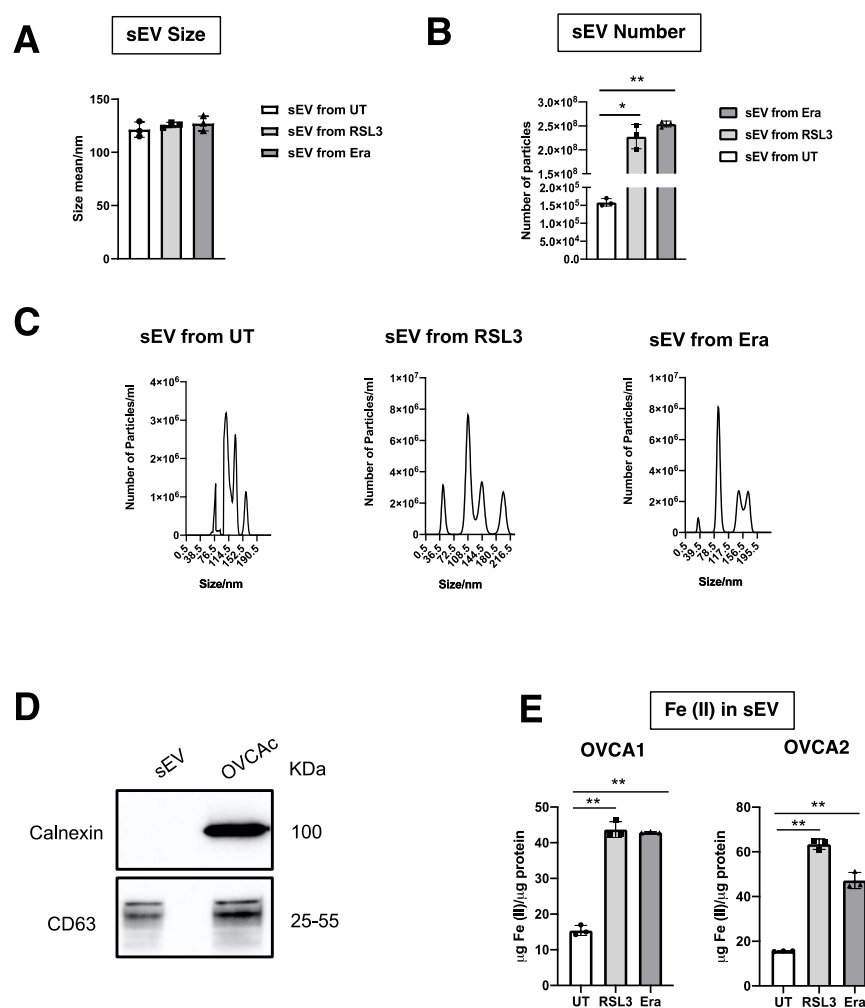 A
sEV Size
Size mean/nm
150
100
50
0
sEV from UT
sEV from RSL3
sEV from Era
B
sEV Number
Number of particles
**
*
3.0×10⁸
2.5×10⁸
2.0×10⁸
1.5×10⁸
2.0×10⁵
1.5×10⁵
1.0×10⁵
5.0×10⁴
0.0
sEV from Era
sEV from RSL3
sEV from UT
C
sEV from UT
Number of Particles/ml
4×10⁶
3×10⁶
2×10⁶
1×10⁶
0
0.5 38.5 76.5 114.5 152.5 190.5
Size/nm
sEV from RSL3
Number of Particles/ml
1×10⁷
8×10⁶
6×10⁶
4×10⁶
2×10⁶
0
0.5 36.5 72.5 108.5 144.5 180.5 216.5
Size/nm
sEV from Era
Number of Particles/ml
1×10⁷
8×10⁶
6×10⁶
4×10⁶
2×10⁶
0
0.5 39.5 78.5 117.5 156.5 195.5
Size/nm
D
sEV OVCAc KDa
Calnexin 100
CD63 25-55
E
Fe (II) in sEV
OVCA1
µg Fe (II)/µg protein
**
**
50
40
30
20
10
0
UT RSL3 Era
OVCA2
µg Fe (II)/µg protein
**
**
80
60
40
20
0
UT RSL3 Era